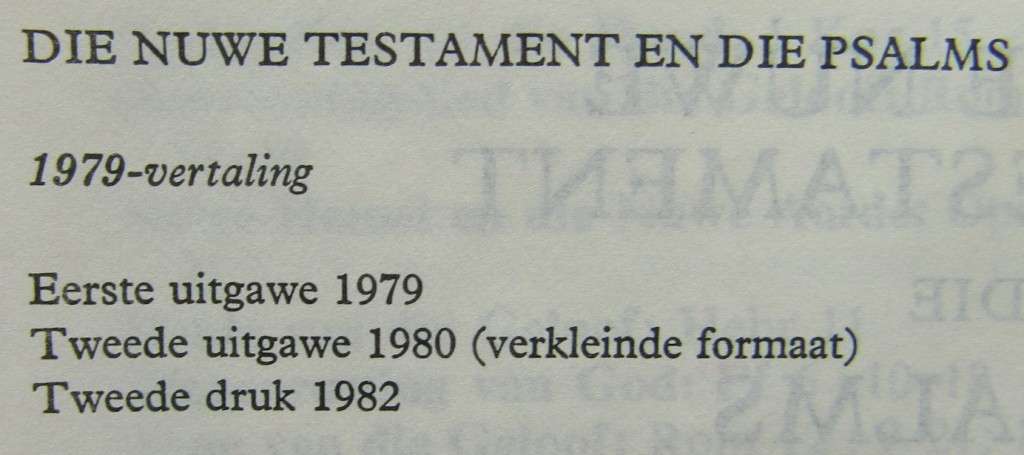 DIE NUWE TESTAMENT EN DIE PSALMS
1979-vertaling
Eerste uitgawe 1979
Tweede uitgawe 1980 (verkleinde formaat)
Tweede druk 1982